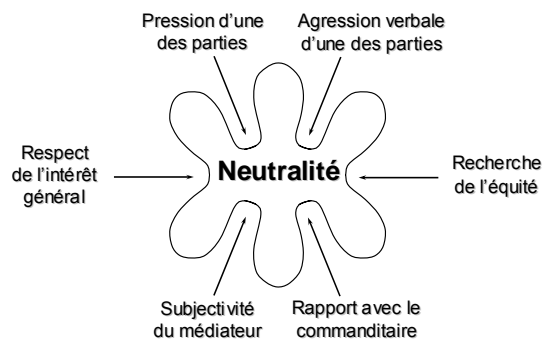 Pression d’une
des parties
Agression verbale
d’une des parties
Respect
de l’intérêt
général
Neutralité
Recherche
de l’équité
Subjectivité
du médiateur
Rapport avec le
commanditaire